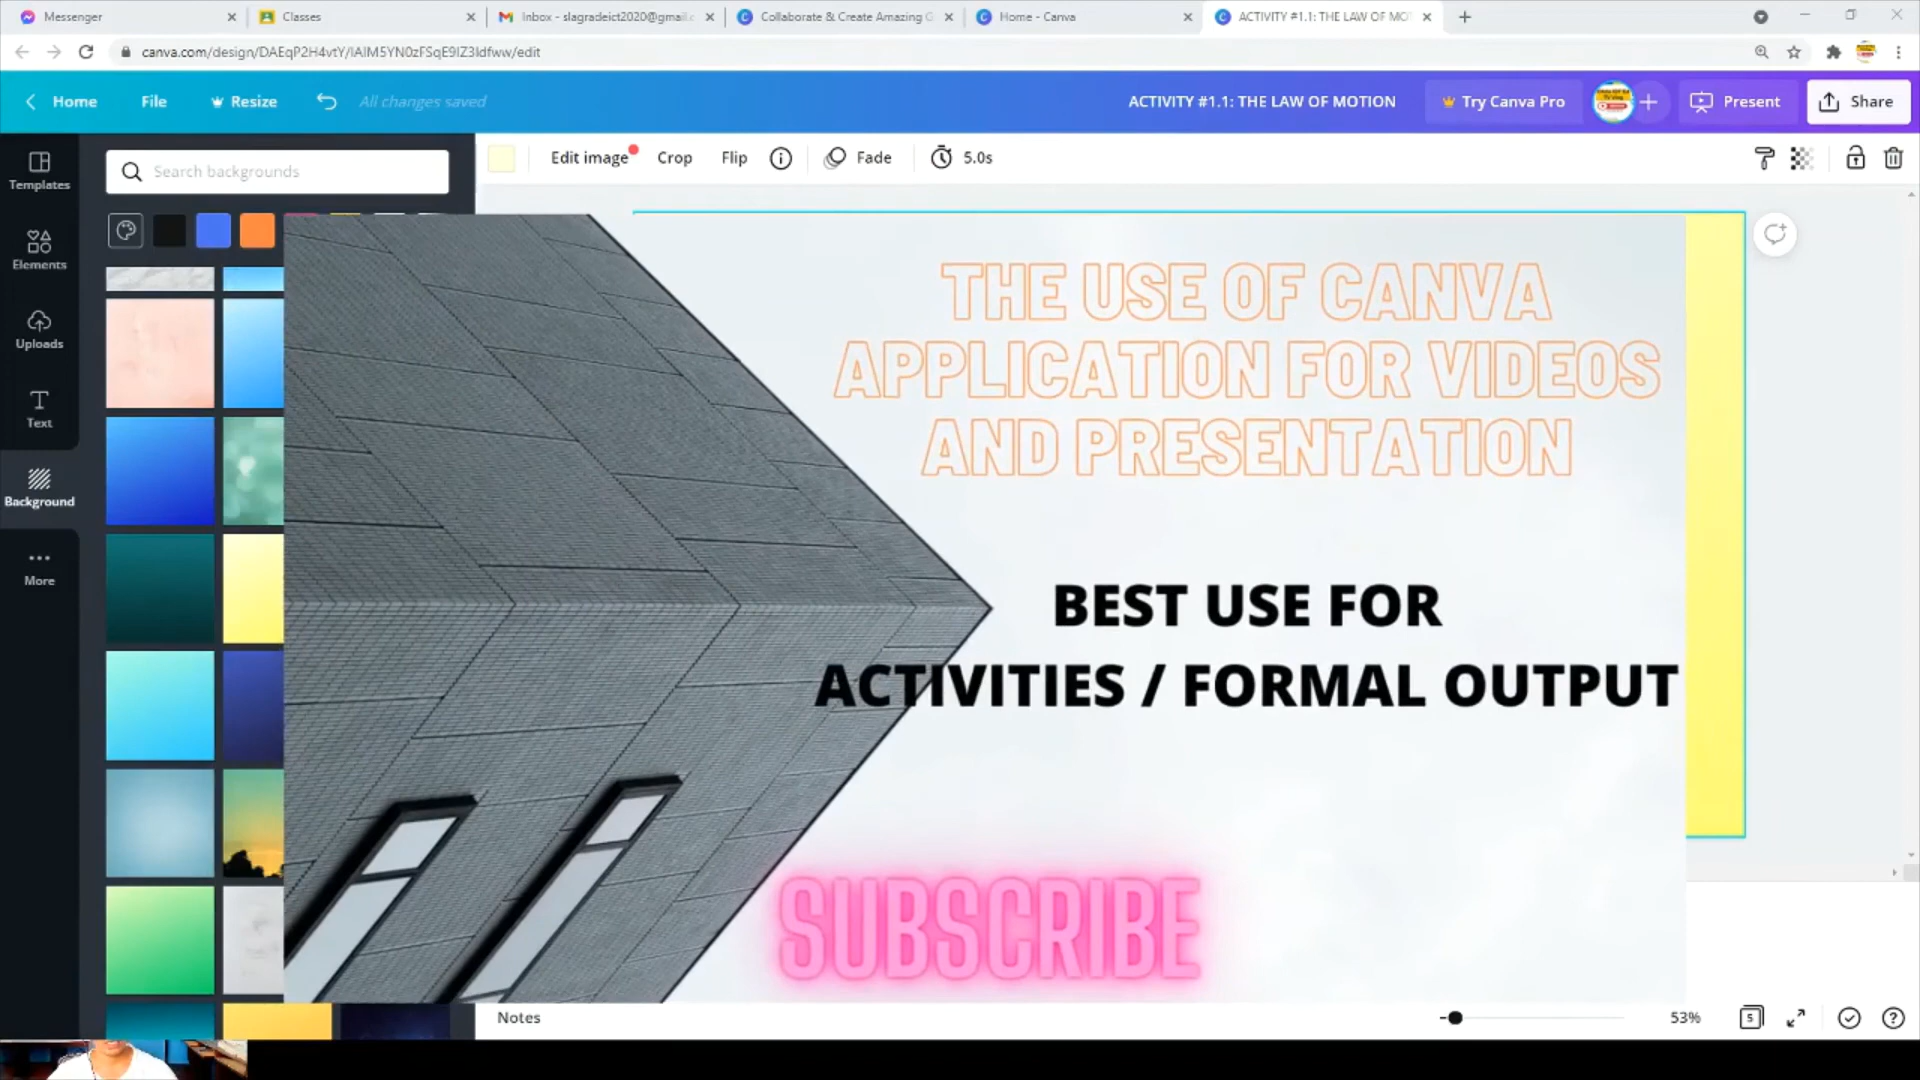 Messenger
Classes
Inbox - slagradeict2020@gmail.c
Collaborate & Create Amazing G
Home - Canva
ACTIVITY #1.1: THE LAW OF MOT
canva.com/design/DAEqP2H4vtY/IAIM5YN0zFSqE9IZ3Idfww/edit
Home
File
Resize
All changes saved
ACTIVITY #1.1: THE LAW OF MOTION
Try Canva Pro
Present
Share
Templates
Search backgrounds
Edit image
Crop
Flip
Fade
5.0s
Elements
Uploads
Text
Background
More
THE USE OF CANVA
APPLICATION FOR VIDEOS
AND PRESENTATION
BEST USE FOR
ACTIVITIES / FORMAL OUTPUT
SUBSCRIBE
Notes
53%
5